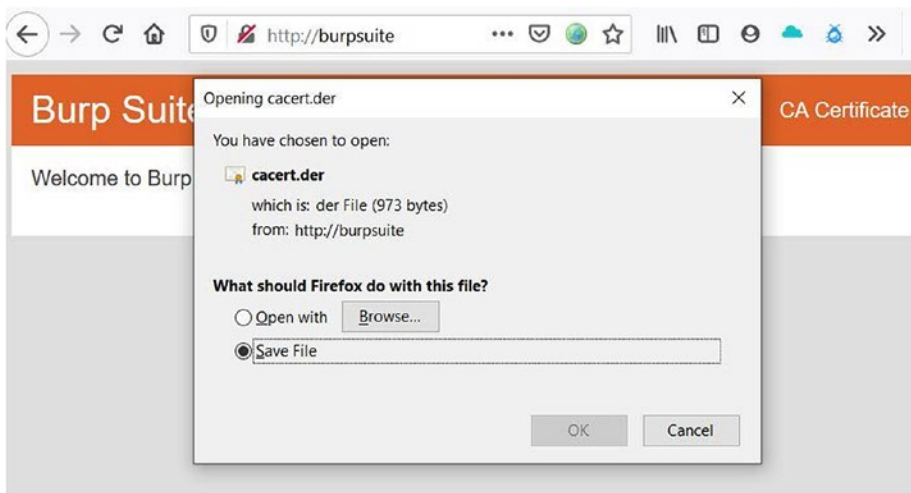 http://burpsuite
Burp Suite
CA Certificate
Welcome to Burp
Opening cacert.der
You have chosen to open:
cacert.der
which is: der File (973 bytes)
from: http://burpsuite
What should Firefox do with this file?
Open with Browse...
Save File
OK Cancel